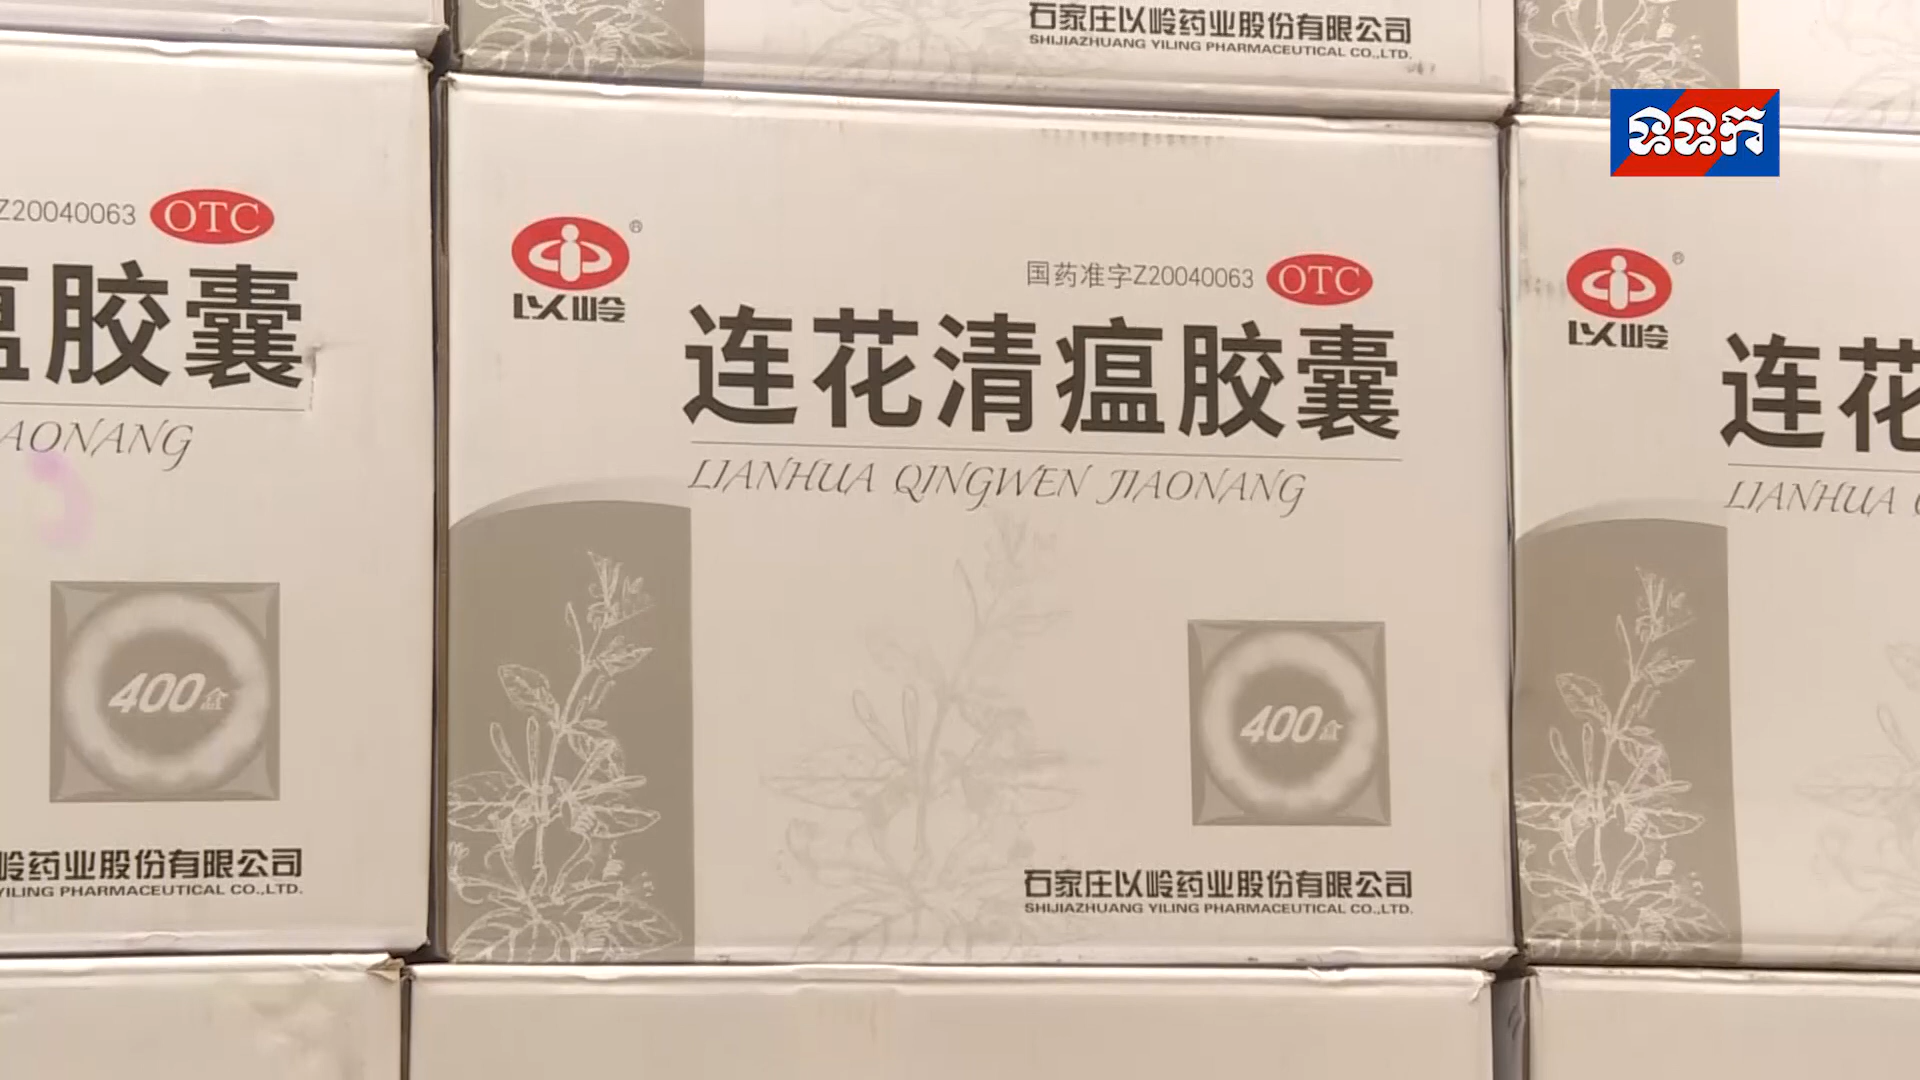 石家庄以岭药业股份有限公司
SHIJIAZHUANG YILING PHARMACEUTICAL CO.,LTD.
ជជក
Z20040063 OTC
胶囊
AONANG
400盒
岭药业股份有限公司
YILING PHARMACEUTICAL CO.,LTD.
®
以岭
国药准字Z20040063 OTC
连花清瘟胶囊
LIANHUA QINGWEN JIAONANG
400盒
石家庄以岭药业股份有限公司
SHIJIAZHUANG YILING PHARMACEUTICAL CO.,LTD.
®
以岭
连花
LIANHUA